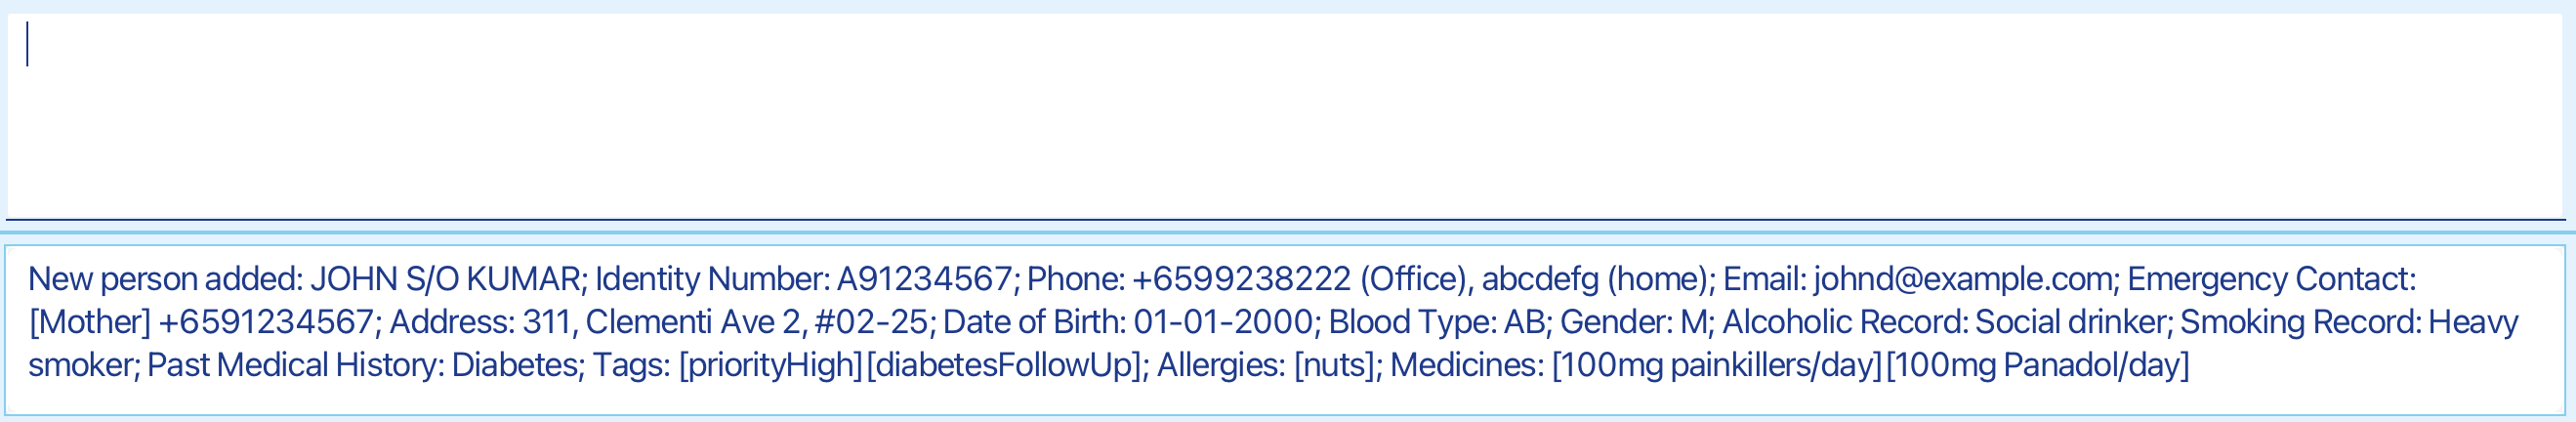 New person added: JOHN S/O KUMAR; Identity Number: A91234567; Phone: +6599238222 (Office), abcdefg (home); Email: johnd@example.com; Emergency Contact:
[Mother] +6591234567; Address: 311, Clementi Ave 2, #02-25; Date of Birth: 01-01-2000; Blood Type: AB; Gender: M; Alcoholic Record: Social drinker; Smoking Record: Heavy
smoker; Past Medical History: Diabetes; Tags: [priorityHigh][diabetesFollowUp]; Allergies: [nuts]; Medicines: [100mg painkillers/day][100mg Panadol/day]